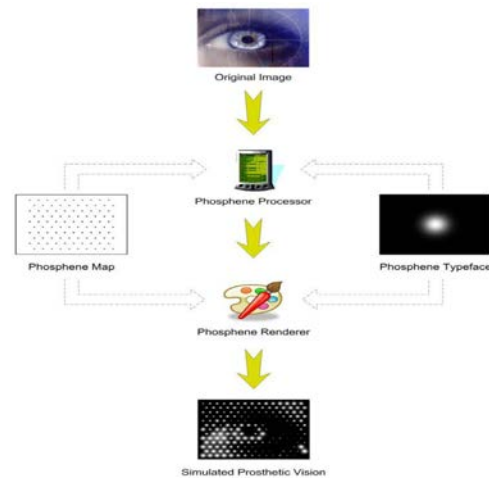 Original Image
Phosphene Processor
Phosphene Map
Phosphene Typeface
Phosphene Renderer
Simulated Prosthetic Vision